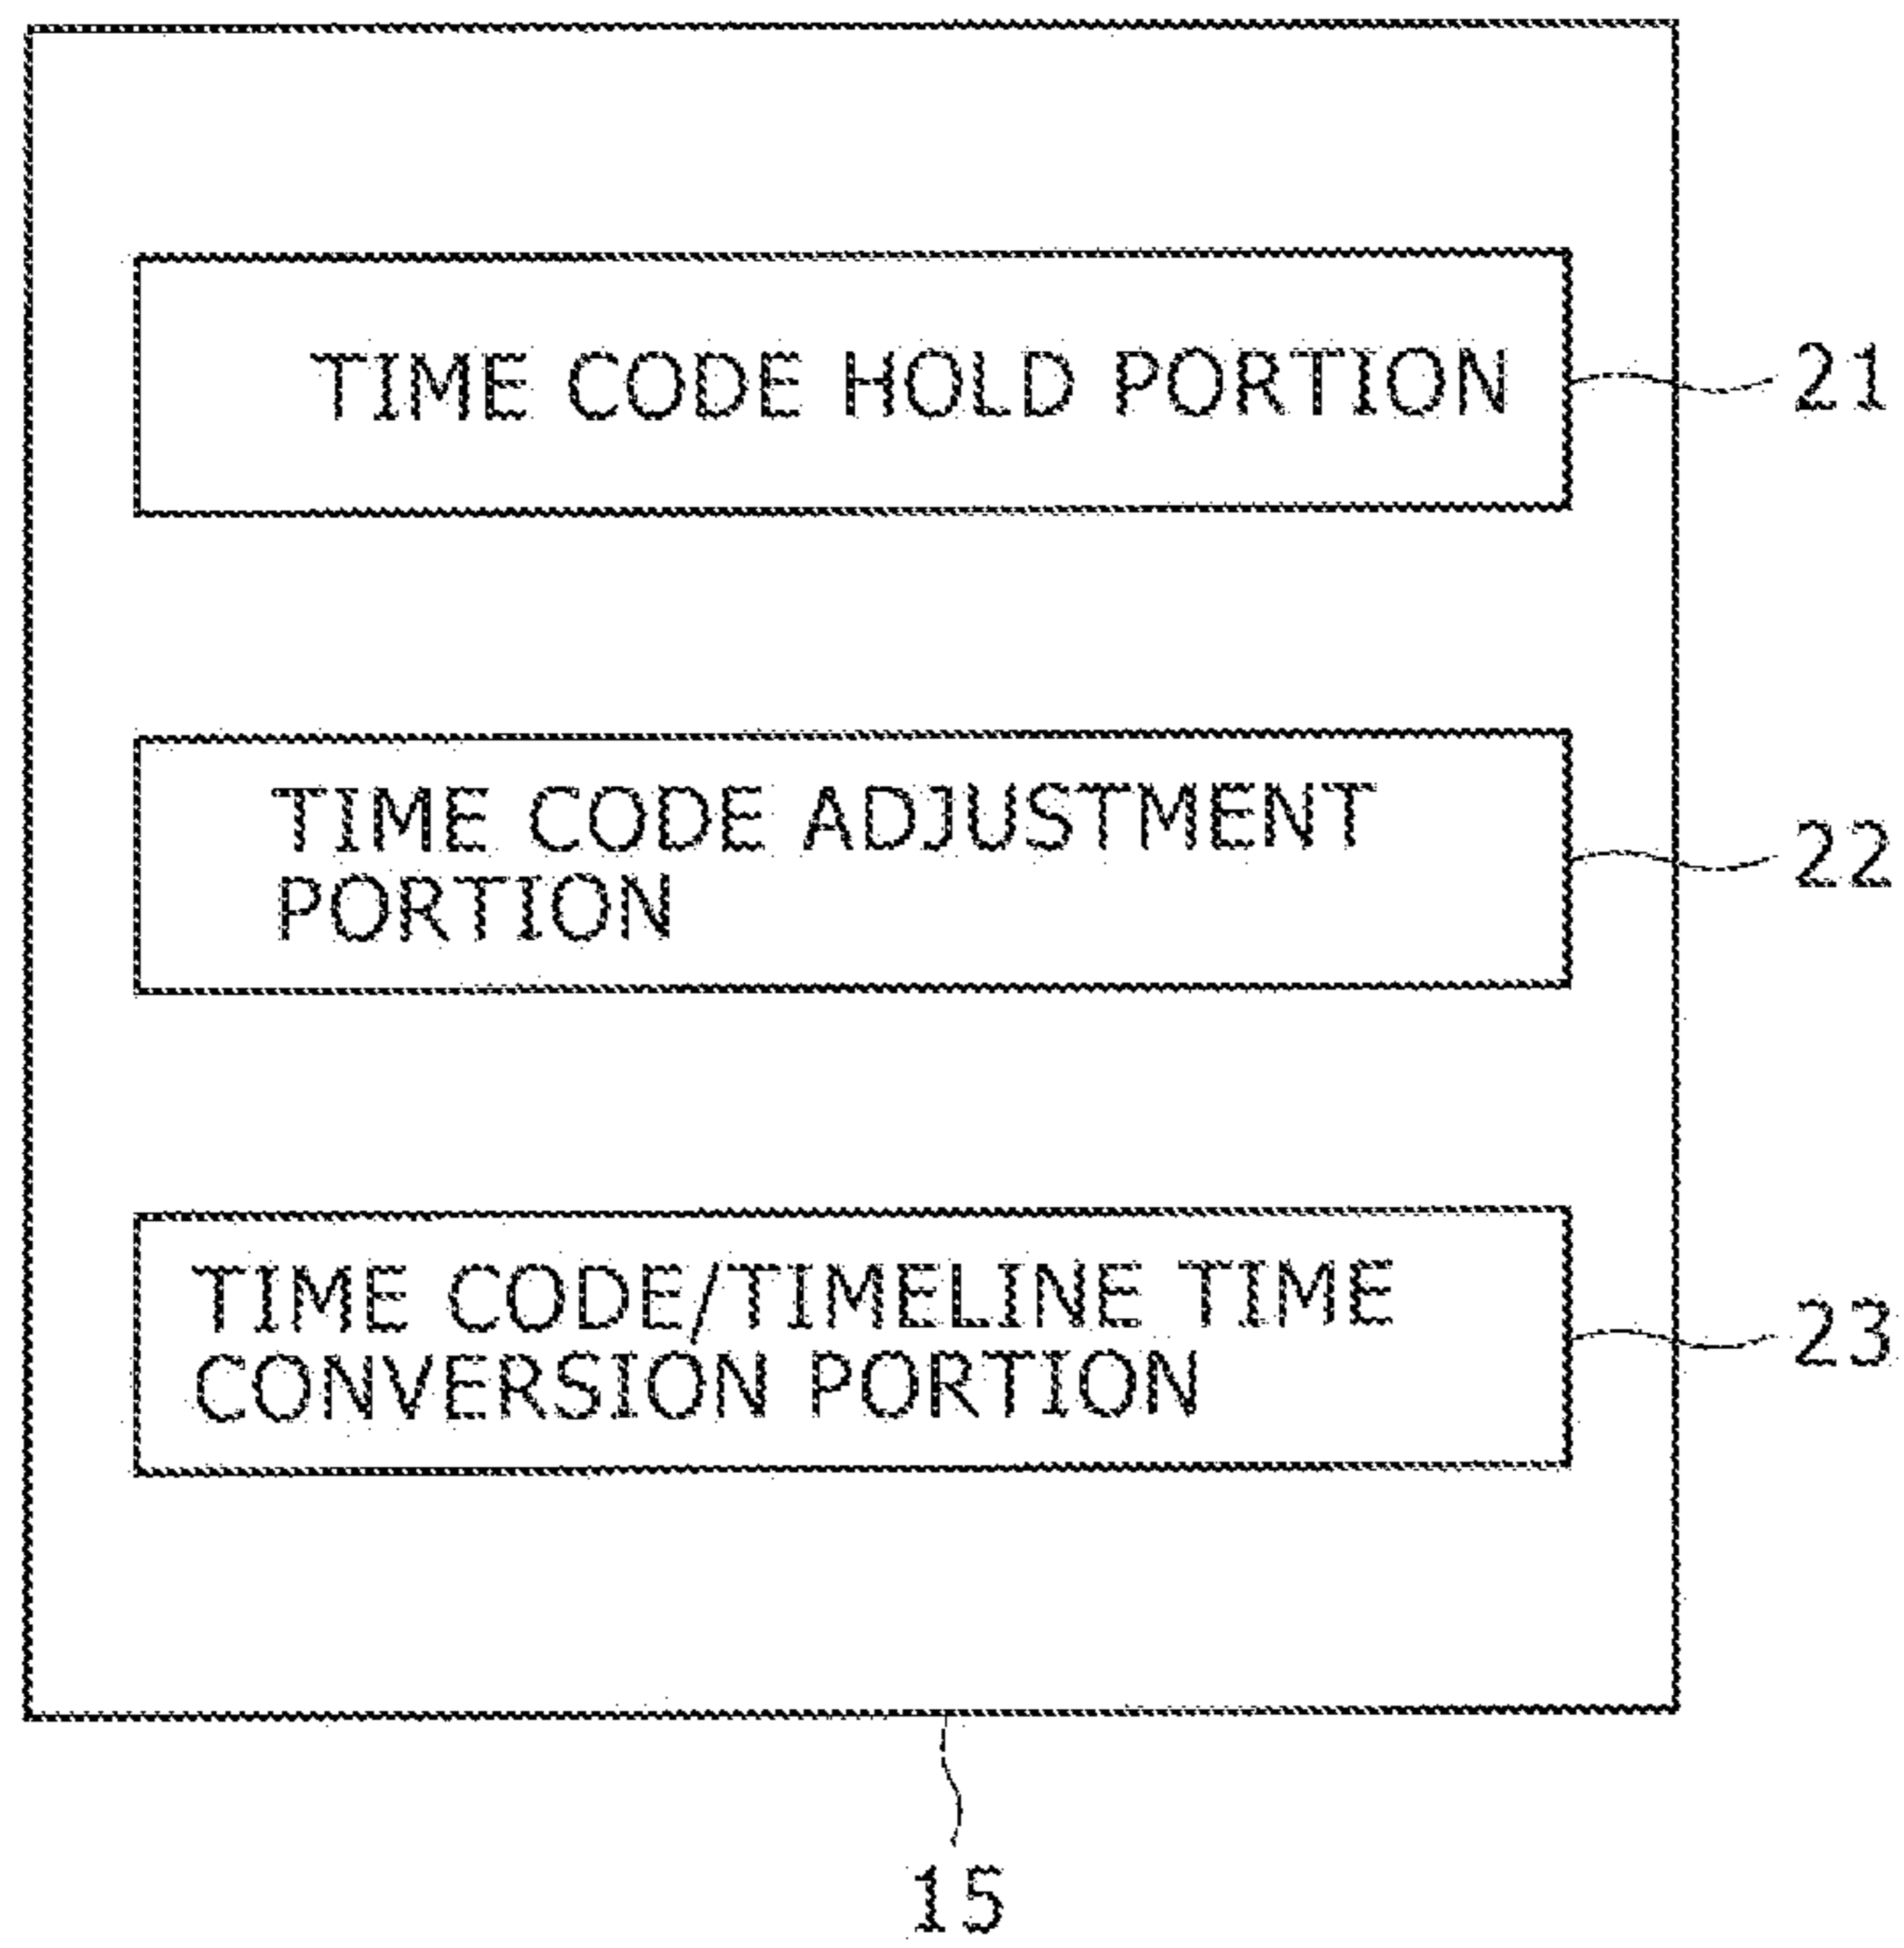 TIME CODE HOLD PORTION
21
TIME CODE ADJUSTMENT
PORTION
22
TIME CODE/TIMELINE TIME
CONVERSION PORTION
23
15